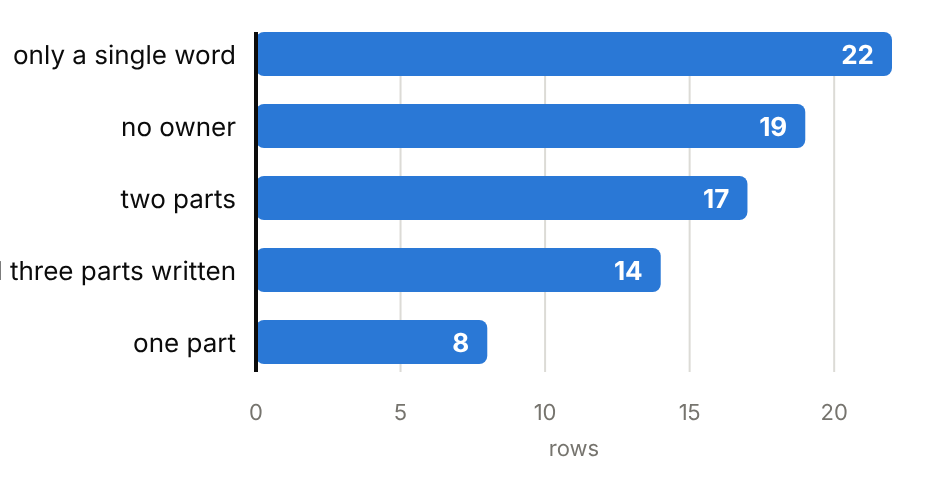 only a single word 22
no owner 19
two parts 17
three parts written 14
one part 8
0 5 10 15 20
rows